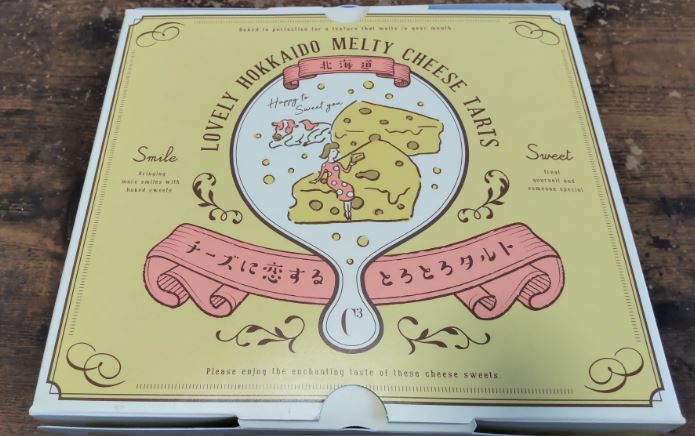 Baked to perfection for a texture that melts in your mouth.
LOVELY HOKKAIDO MELTY CHEESE TARTS
北海道
Happy to
Sweet you
Smile
Bringing
more smiles with
baked sweets
Sweet
treat
yourself and
someone special
チーズに恋する とろとろタルト
C3
Please enjoy the enchanting taste of these cheese sweets.